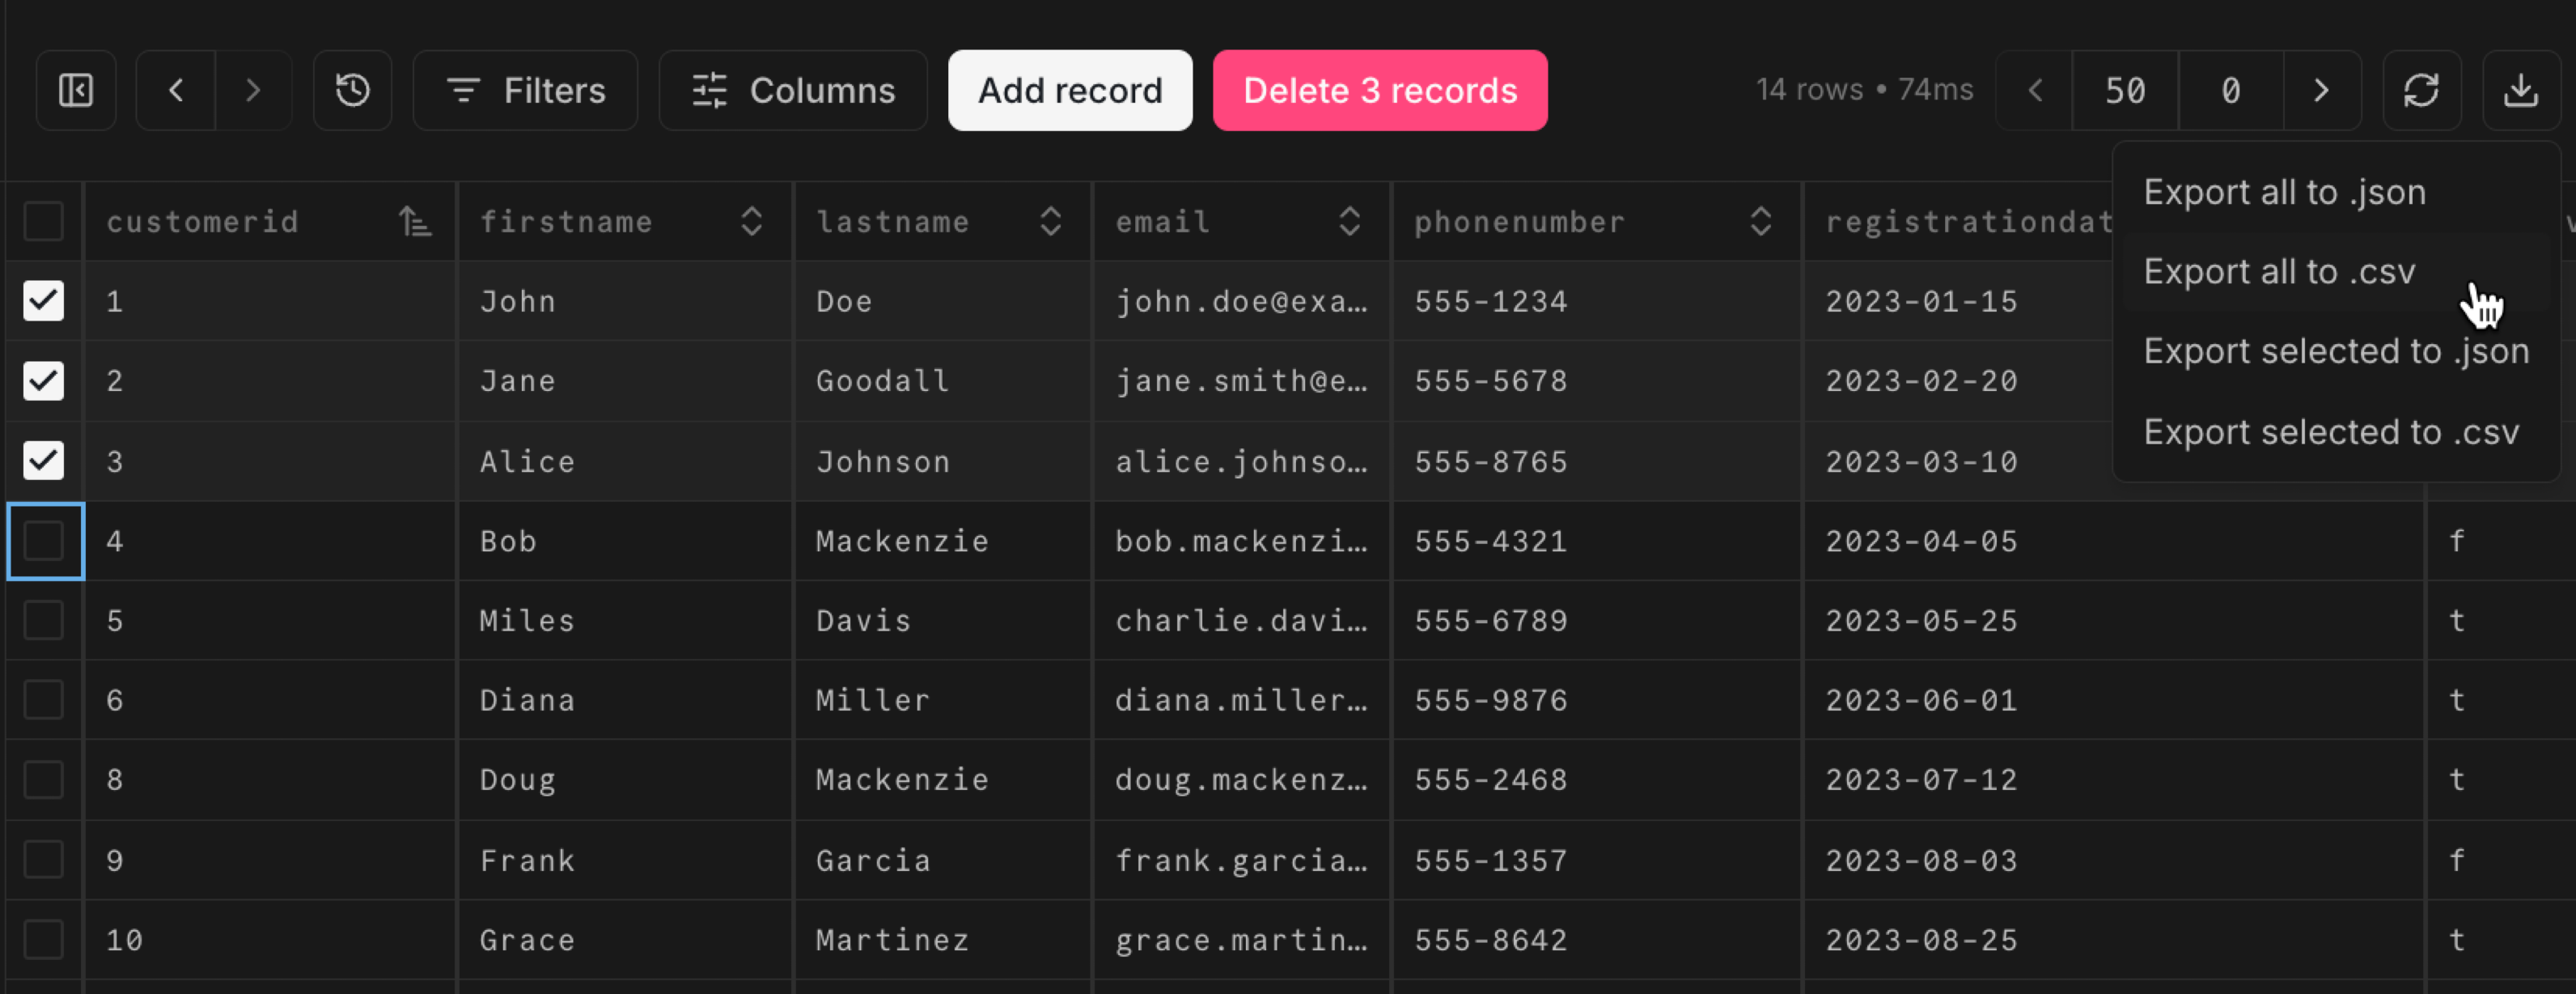 Filters Columns Add record Delete 3 records 14 rows • 74ms 50 0
Export all to .json
Export all to .csv
Export selected to .json
Export selected to .csv
customerid firstname lastname email phonenumber registrationdat
1 John Doe john.doe@exa… 555-1234 2023-01-15
2 Jane Goodall jane.smith@e… 555-5678 2023-02-20
3 Alice Johnson alice.johnso… 555-8765 2023-03-10
4 Bob Mackenzie bob.mackenzi… 555-4321 2023-04-05 f
5 Miles Davis charlie.davi… 555-6789 2023-05-25 t
6 Diana Miller diana.miller… 555-9876 2023-06-01 t
8 Doug Mackenzie doug.mackenz… 555-2468 2023-07-12 t
9 Frank Garcia frank.garcia… 555-1357 2023-08-03 f
10 Grace Martinez grace.martin… 555-8642 2023-08-25 t